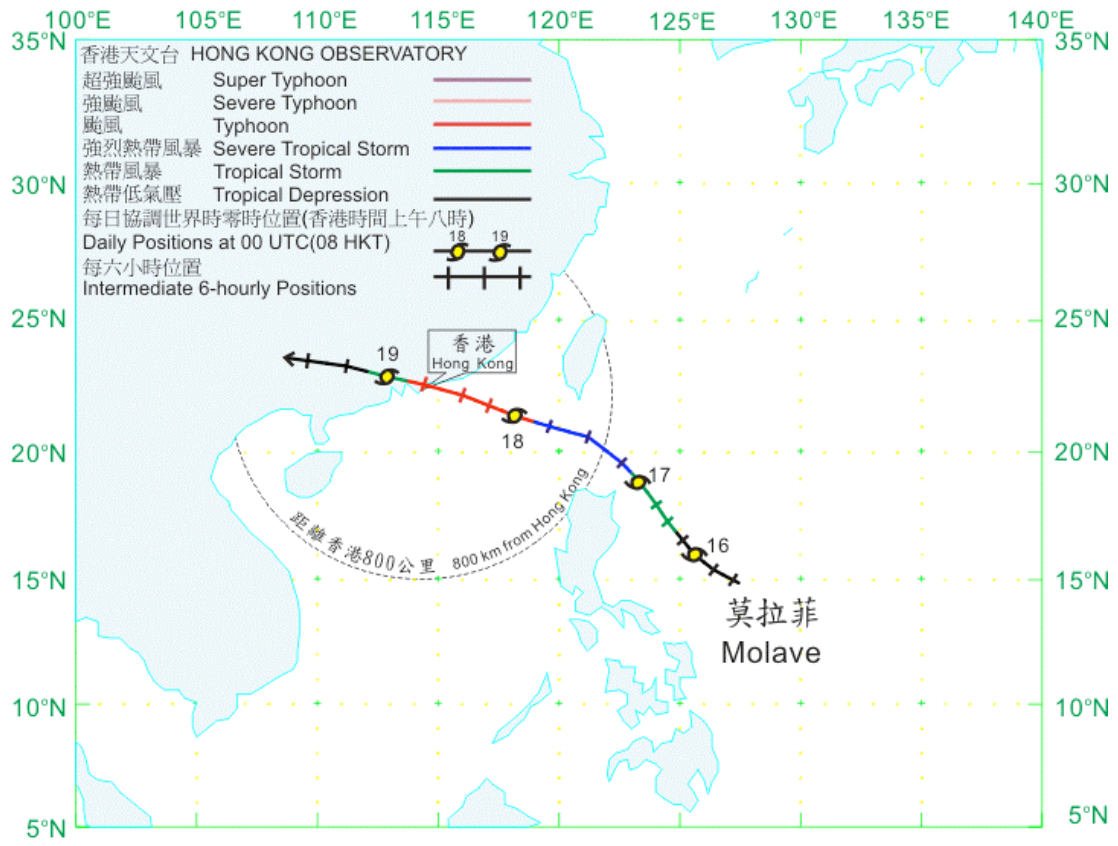 100°E 105°E 110°E 115°E 120°E 125°E 130°E 135°E 140°E
35°N 35°N
香港天文台 HONG KONG OBSERVATORY
超強颱風 Super Typhoon
強颱風 Severe Typhoon
颱風 Typhoon
強烈熱帶風暴 Severe Tropical Storm
熱帶風暴 Tropical Storm
熱帶低氣壓 Tropical Depression
30°N 30°N
每日協調世界時零時位置(香港時間上午八時)
Daily Positions at 00 UTC(08 HKT) 18 19
每六小時位置
Intermediate 6-hourly Positions
25°N 25°N
香港
Hong Kong
19
18
20°N 20°N
17
距離香港800公里 800 km from Hong Kong
16
15°N 15°N
莫拉菲
Molave
10°N 10°N
5°N 5°N